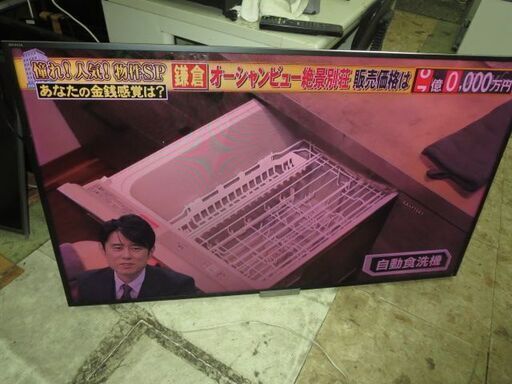 憧れ!人気!物件SP
あなたの金銭感覚は?
鎌倉 オーシャンビュー絶景別荘 販売価格は
億0,000万円
自動食洗機